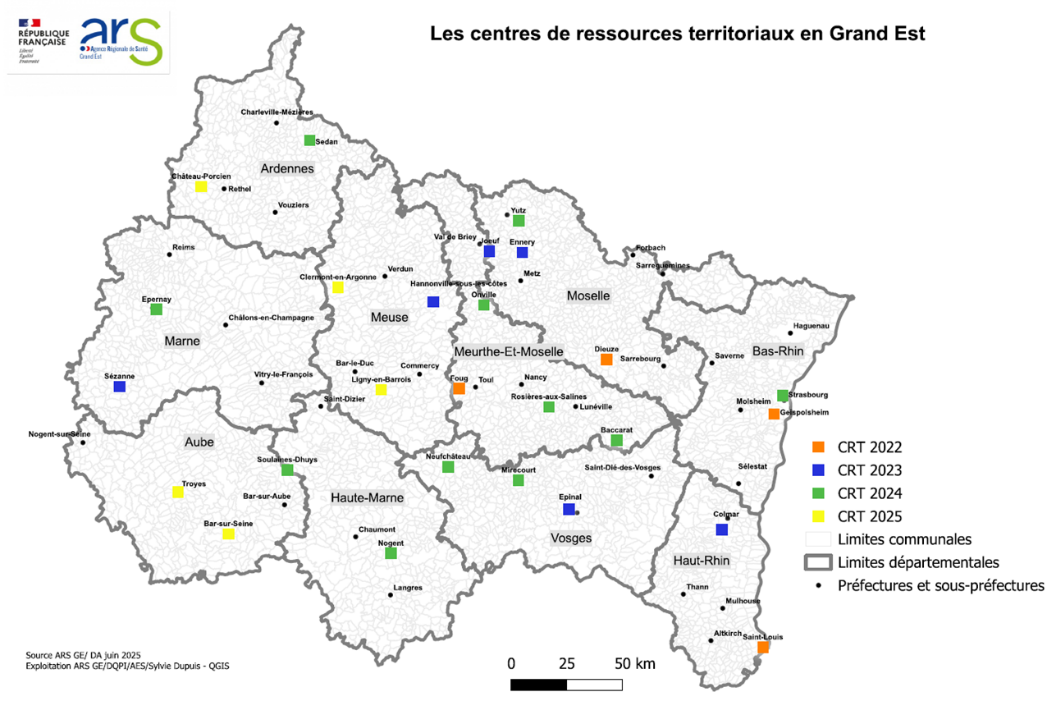 RÉPUBLIQUE
FRANÇAISE
Liberté
Égalité
Fraternité
ars
Agence Régionale de Santé
Grand Est
Les centres de ressources territoriaux en Grand Est
Charleville-Mézières
Sedan
Ardennes
Château-Porcien
Rethel
Vouziers
Yutz
Val de Briey
Joeuf
Ennery
Forbach
Reims
Sarreguemines
Verdun
Metz
Clermont-en-Argonne
Hannonville-sous-les-côtes
Onville
Moselle
Epernay
Haguenau
Châlons-en-Champagne
Meuse
Marne
Meurthe-Et-Moselle
Dieuze
Bas-Rhin
Sarrebourg
Saverne
Bar-le-Duc
Commercy
Sézanne
Vitry-le-François
Ligny-en-Barrois
Foug
Toul
Nancy
Rosières-aux-Salines
Strasbourg
Saint-Dizier
Lunéville
Molsheim
Geispolsheim
Nogent-sur-Seine
Aube
Baccarat
CRT 2022
Soulaines-Dhuys
Neufchâteau
Mirecourt
Saint-Dié-des-Vosges
Sélestat
CRT 2023
Troyes
Bar-sur-Aube
Haute-Marne
Epinal
CRT 2024
Bar-sur-Seine
Colmar
CRT 2025
Chaumont
Vosges
Limites communales
Nogent
Haut-Rhin
Limites départementales
Langres
Thann
Préfectures et sous-préfectures
Mulhouse
Altkirch
Saint-Louis
Source ARS GE/ DA juin 2025
Exploitation ARS GE/DQPI/AES/Sylvie Dupuis - QGIS
0 25 50 km